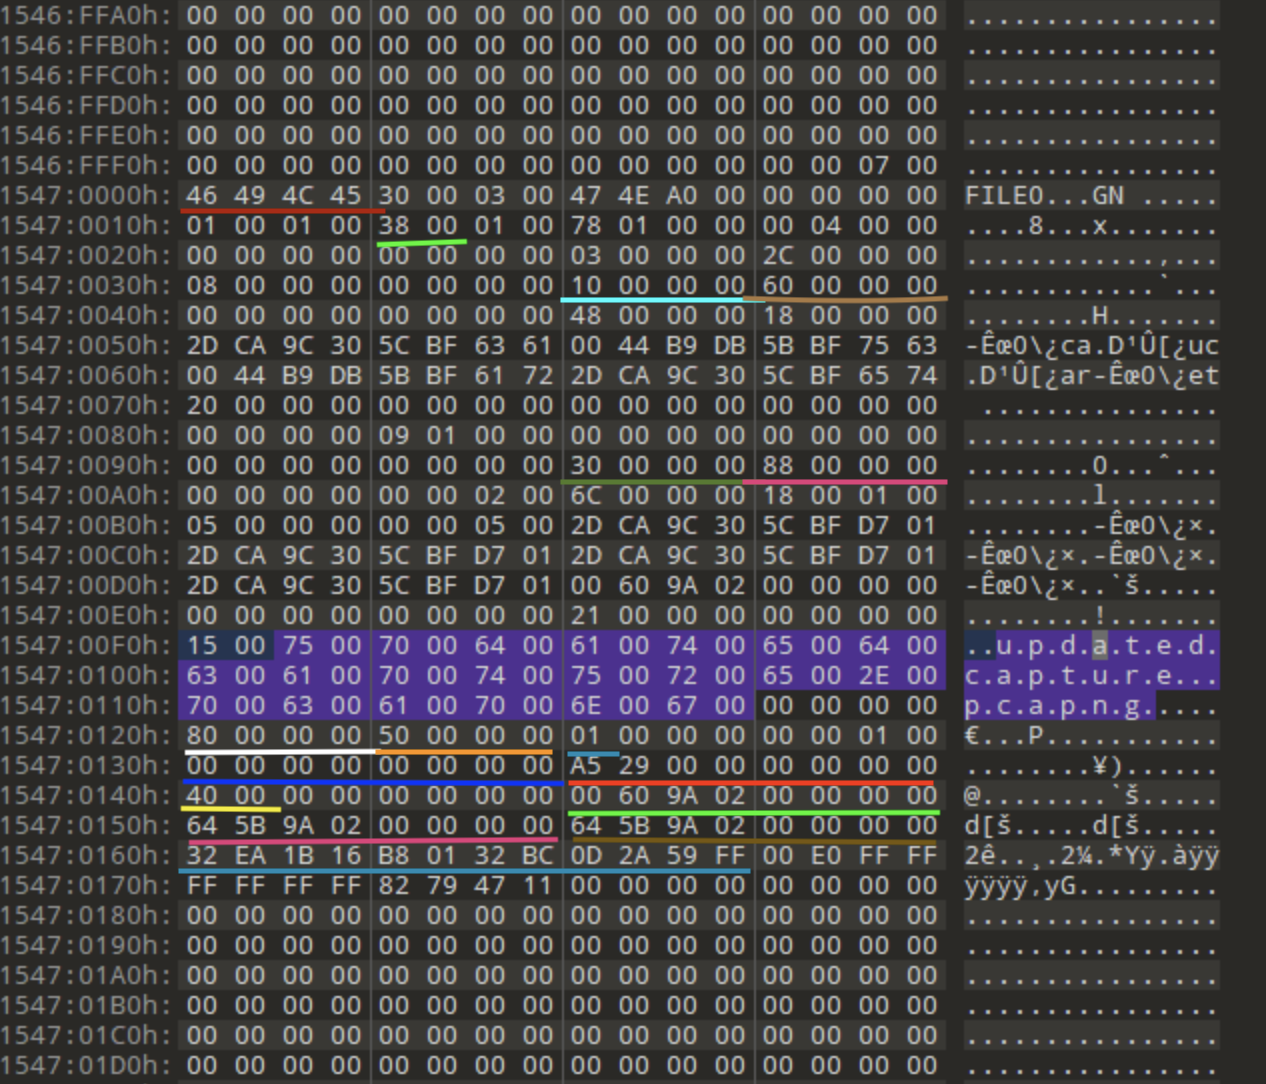 1546:FFA0h: 00 00 00 00 00 00 00 00 00 00 00 00 00 00 00 00 ................
1546:FFB0h: 00 00 00 00 00 00 00 00 00 00 00 00 00 00 00 00 ................
1546:FFC0h: 00 00 00 00 00 00 00 00 00 00 00 00 00 00 00 00 ................
1546:FFD0h: 00 00 00 00 00 00 00 00 00 00 00 00 00 00 00 00 ................
1546:FFE0h: 00 00 00 00 00 00 00 00 00 00 00 00 00 00 00 00 ................
1546:FFF0h: 00 00 00 00 00 00 00 00 00 00 00 00 00 00 07 00 ................
1547:0000h: 46 49 4C 45 30 00 03 00 47 4E A0 00 00 00 00 00 FILE0...GN .....
1547:0010h: 01 00 01 00 38 00 01 00 78 01 00 00 00 04 00 00 ....8...x.......
1547:0020h: 00 00 00 00 00 00 00 00 03 00 00 00 2C 00 00 00 ............,...
1547:0030h: 08 00 00 00 00 00 00 00 10 00 00 00 60 00 00 00 ............`...
1547:0040h: 00 00 00 00 00 00 00 00 48 00 00 00 18 00 00 00 ........H.......
1547:0050h: 2D CA 9C 30 5C BF 63 61 00 44 B9 DB 5B BF 75 63 -Êœ0\¿ca.D¹Û[¿uc
1547:0060h: 00 44 B9 DB 5B BF 61 72 2D CA 9C 30 5C BF 65 74 .D¹Û[¿ar-Êœ0\¿et
1547:0070h: 20 00 00 00 00 00 00 00 00 00 00 00 00 00 00 00 ...............
1547:0080h: 00 00 00 00 09 01 00 00 00 00 00 00 00 00 00 00 ................
1547:0090h: 00 00 00 00 00 00 00 00 30 00 00 00 88 00 00 00 ........0...ˆ...
1547:00A0h: 00 00 00 00 00 00 02 00 6C 00 00 00 18 00 01 00 ........l.......
1547:00B0h: 05 00 00 00 00 00 05 00 2D CA 9C 30 5C BF D7 01 ........-Êœ0\¿×.
1547:00C0h: 2D CA 9C 30 5C BF D7 01 2D CA 9C 30 5C BF D7 01 -Êœ0\¿×.-Êœ0\¿×.
1547:00D0h: 2D CA 9C 30 5C BF D7 01 00 60 9A 02 00 00 00 00 -Êœ0\¿×..`š.....
1547:00E0h: 00 00 00 00 00 00 00 00 21 00 00 00 00 00 00 00 ........!.......
1547:00F0h: 15 00 75 00 70 00 64 00 61 00 74 00 65 00 64 00 ..u.p.d.a.t.e.d.
1547:0100h: 63 00 61 00 70 00 74 00 75 00 72 00 65 00 2E 00 c.a.p.t.u.r.e...
1547:0110h: 70 00 63 00 61 00 70 00 6E 00 67 00 00 00 00 00 p.c.a.p.n.g.....
1547:0120h: 80 00 00 00 50 00 00 00 01 00 00 00 00 00 01 00 €...P...........
1547:0130h: 00 00 00 00 00 00 00 00 A5 29 00 00 00 00 00 00 ........¥)......
1547:0140h: 40 00 00 00 00 00 00 00 00 60 9A 02 00 00 00 00 @........`š.....
1547:0150h: 64 5B 9A 02 00 00 00 00 64 5B 9A 02 00 00 00 00 d[š.....d[š.....
1547:0160h: 32 EA 1B 16 B8 01 32 BC 0D 2A 59 FF 00 E0 FF FF 2ê..¸.2¼.*Yÿ.àÿÿ
1547:0170h: FF FF FF FF 82 79 47 11 00 00 00 00 00 00 00 00 ÿÿÿÿ‚yG.........
1547:0180h: 00 00 00 00 00 00 00 00 00 00 00 00 00 00 00 00 ................
1547:0190h: 00 00 00 00 00 00 00 00 00 00 00 00 00 00 00 00 ................
1547:01A0h: 00 00 00 00 00 00 00 00 00 00 00 00 00 00 00 00 ................
1547:01B0h: 00 00 00 00 00 00 00 00 00 00 00 00 00 00 00 00 ................
1547:01C0h: 00 00 00 00 00 00 00 00 00 00 00 00 00 00 00 00 ................
1547:01D0h: 00 00 00 00 00 00 00 00 00 00 00 00 00 00 00 00 ................